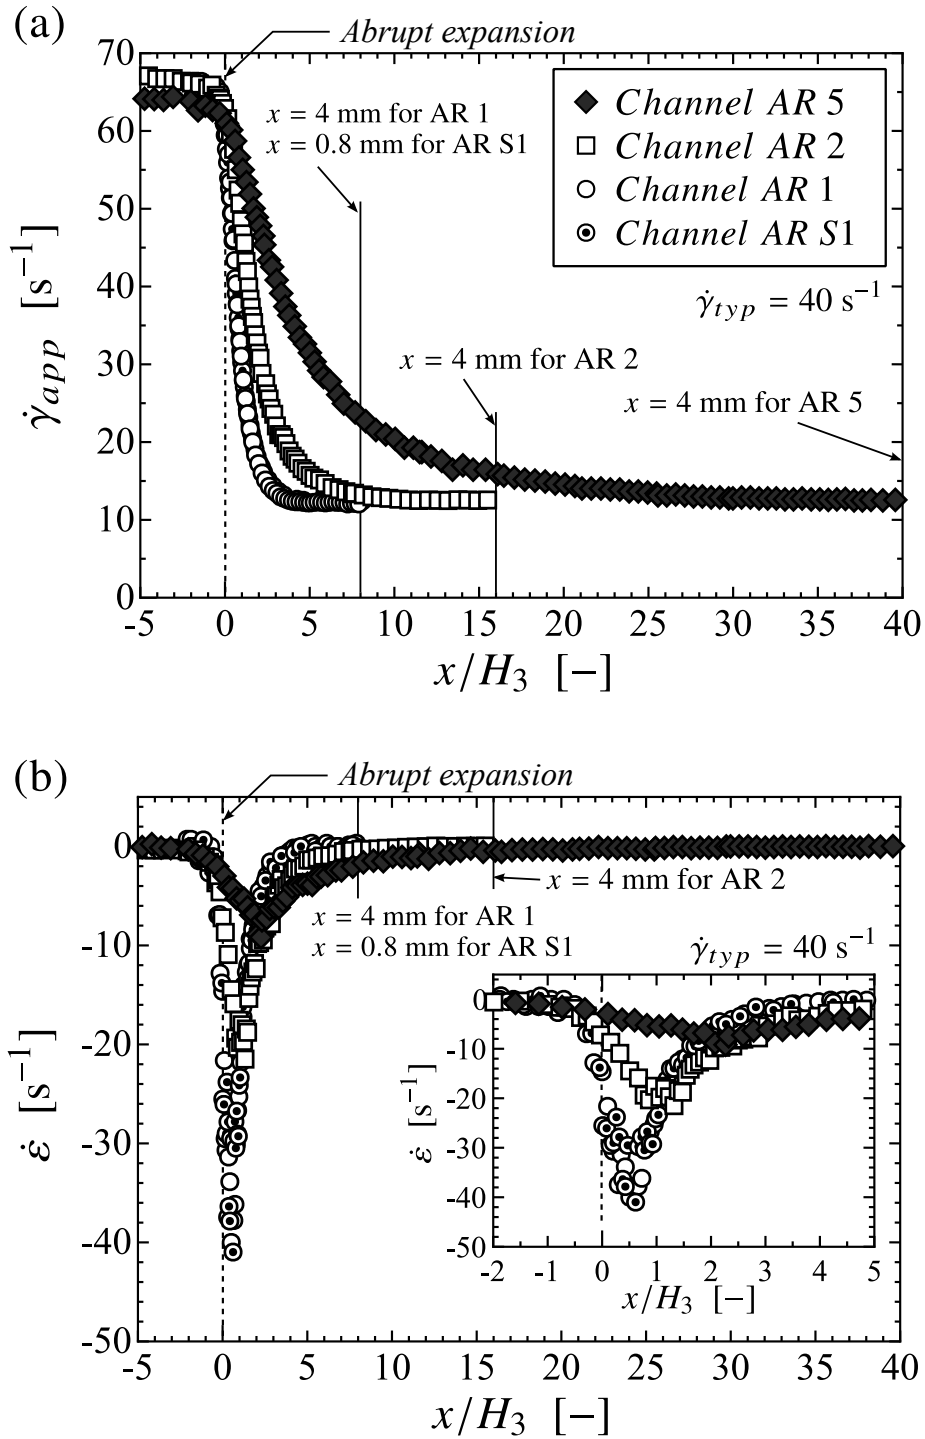 (a)
Abrupt expansion
70
60
50
40
30
20
10
0
γ̇app [s−1]
x = 4 mm for AR 1
x = 0.8 mm for AR S1
Channel AR 5
Channel AR 2
Channel AR 1
Channel AR S1
γ̇typ = 40 s−1
x = 4 mm for AR 2
x = 4 mm for AR 5
-5 0 5 10 15 20 25 30 35 40
x/H3 [−]
(b)
Abrupt expansion
0
-10
-20
-30
-40
-50
ε̇ [s−1]
x = 4 mm for AR 2
x = 4 mm for AR 1
x = 0.8 mm for AR S1
γ̇typ = 40 s−1
0
-10
-20
-30
-40
-50
ε̇ [s−1]
-2 -1 0 1 2 3 4 5
x/H3 [−]
-5 0 5 10 15 20 25 30 35 40
x/H3 [−]